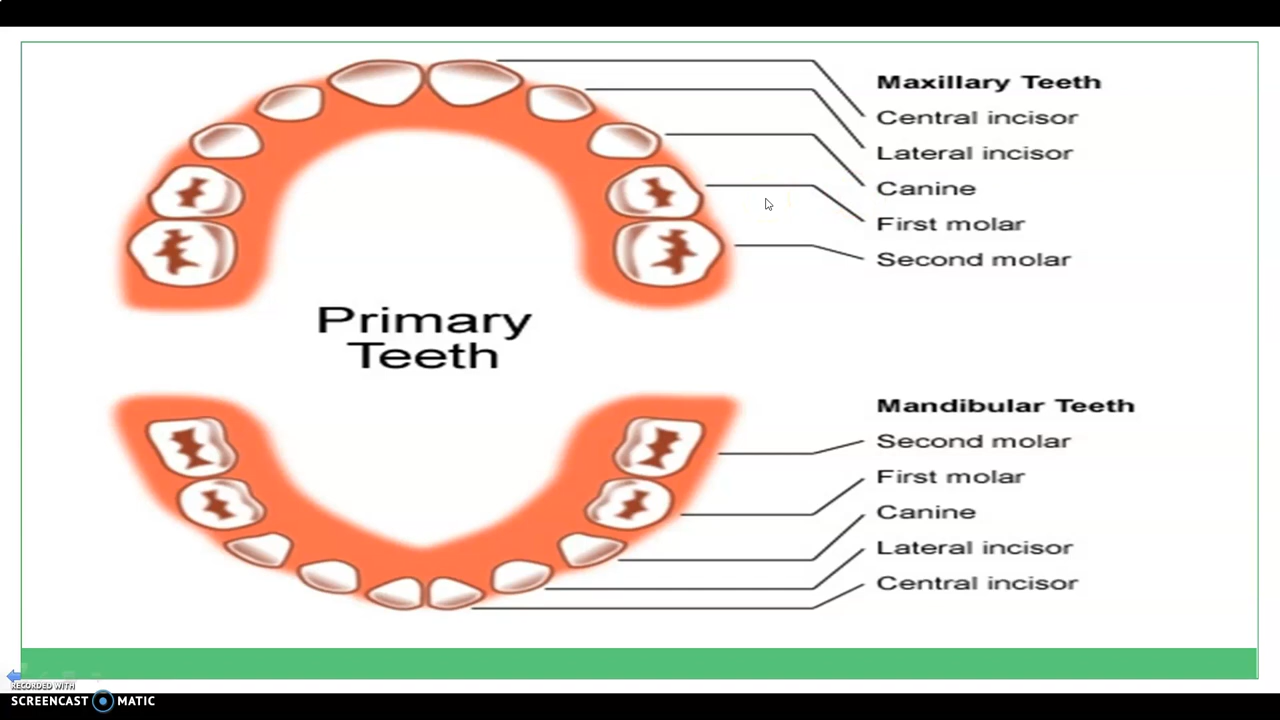 Maxillary Teeth
Central incisor
Lateral incisor
Canine
First molar
Second molar
Primary
Teeth
Mandibular Teeth
Second molar
First molar
Canine
Lateral incisor
Central incisor
RECORDED WITH
SCREENCAST MATIC